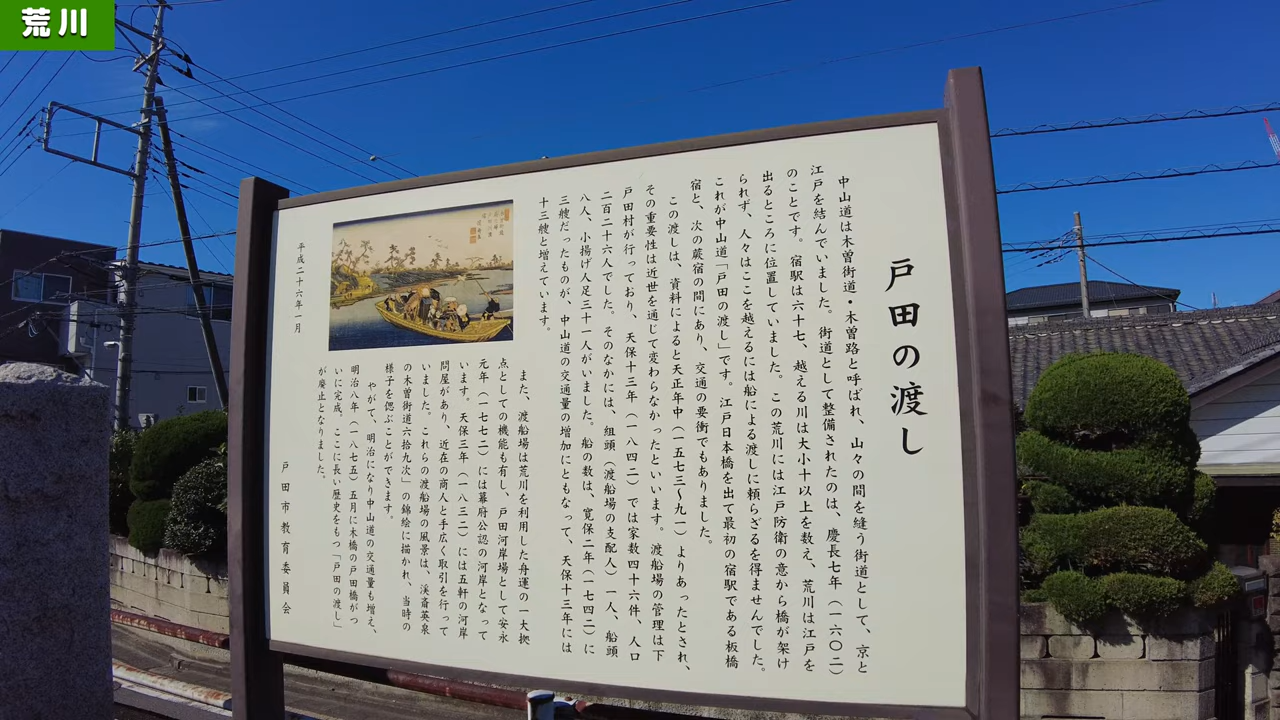 荒川
戸田の渡し
中山道は木曽街道・木曽路と呼ばれ、山々の間を縫う街道として、京と
江戸を結んでいました。街道として整備されたのは、慶長七年（一六〇二）
のことです。宿駅は六十七、越える川は大小十以上を数え、荒川は江戸を
出るところに位置していました。この荒川には江戸防衛の意から橋が架け
られず、人々はここを越えるには船による渡しに頼らざるを得ませんでした。
これが中山道「戸田の渡し」です。江戸日本橋を出て最初の宿駅である板橋
宿と、次の蕨宿の間にあり、交通の要衝でもありました。
この渡しは、資料によると天正年中（一五七三〜九一）よりあったとされ、
その重要性は近世を通じて変わらなかったといいます。渡船場の管理は下
戸田村が行っており、天保十三年（一八四二）では家数四十六件、人口
二百二十六人でした。そのなかには、組頭（渡船場の支配人）一人、船頭
八人、小揚げ人足三十一人がいました。船の数は、寛保二年（一七四二）に
三艘だったものが、中山道の交通量の増加にともなって、天保十三年には
十三艘と増えています。
また、渡船場は荒川を利用した舟運の一大拠
点としての機能も有し、戸田河岸場として安永
元年（一七七二）には幕府公認の河岸となって
います。天保三年（一八三二）には五軒の河岸
問屋があり、近在の商人と手広く取引を行って
いました。これらの渡船場の風景は、渓斎英泉
の木曽街道六拾九次」の錦絵に描かれ、当時の
様子を偲ぶことができます。
やがて、明治になり中山道の交通量も増え、
明治八年（一八七五）五月に木橋の戸田橋がつ
いに完成。ここに長い歴史をもつ「戸田の渡し」
が廃止となりました。
平成二十六年一月
戸田市教育委員会